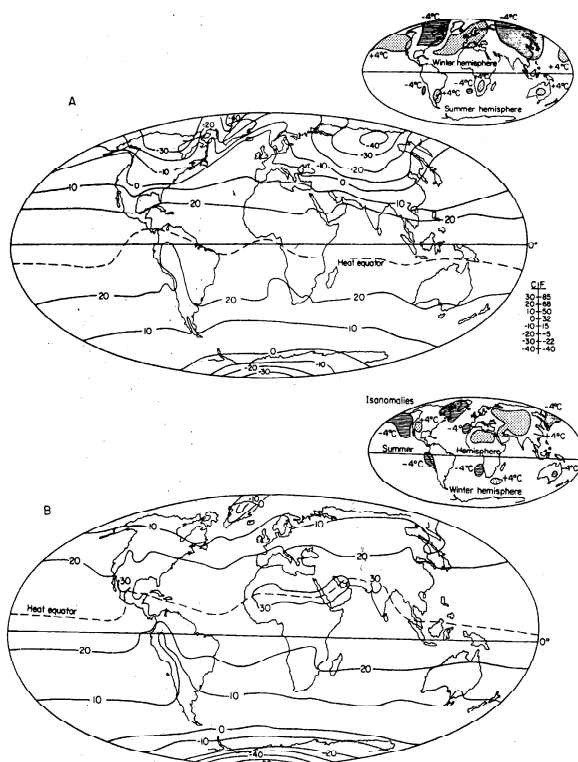 -4°C -4°C
+4°C
Winter hemisphere
+4°C
+4°C
-4°C +4°C +4°C
Summer hemisphere
A
-20
-30 -40
-10 -30
-20
-10
0 0
10 10
20 20
0°
Heat equator
20 20 20
10 10
0
-20 -10
-30
C|F
30 85
20 68
10 50
0 32
-10 15
-20 -5
-30 -22
-40 -40
Isanomalies
-4°C
-4°C +4°C
-4°C
Summer Hemisphere
-4°C -4°C -4°C
+4°C
Winter hemisphere
B
-10
10 10
20 20
30 30
30
Heat equator
0°
20 20
10 10
0
-10
-40 -20